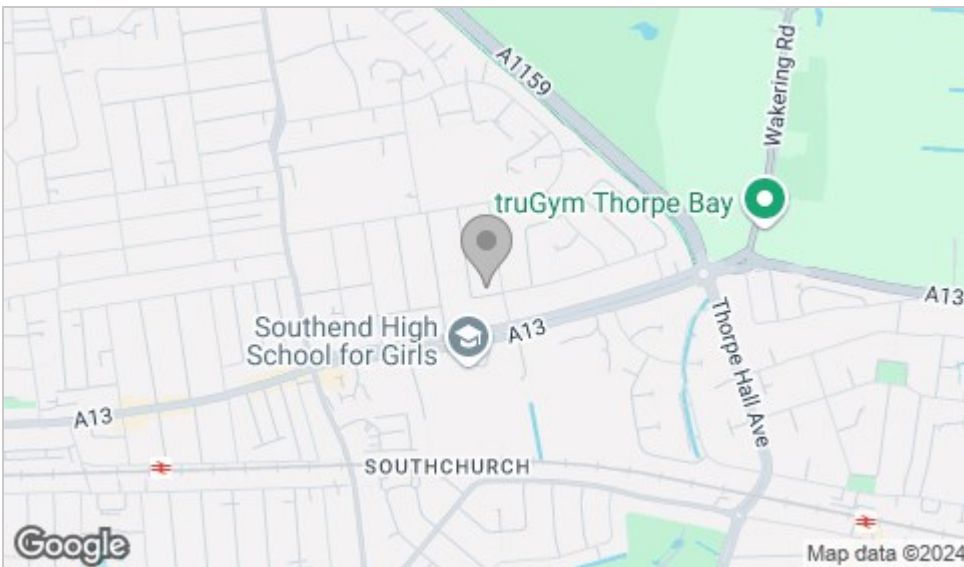 A1159
Wakering Rd
truGym Thorpe Bay
A13
Southend High
School for Girls
A13
Thorpe Hall Ave
A13
SOUTHCHURCH
Google
Map data ©2024